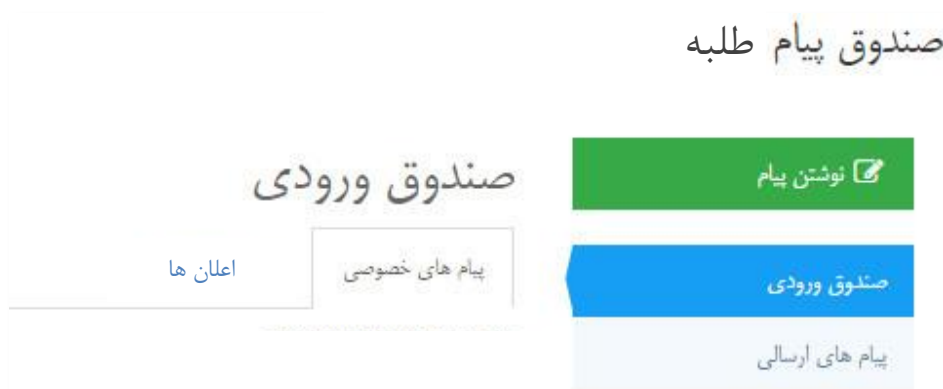 صندوق پیام طلبه
نوشتن پیام
صندوق ورودی
پیام های ارسالی
صندوق ورودی
پیام های خصوصی
اعلان ها